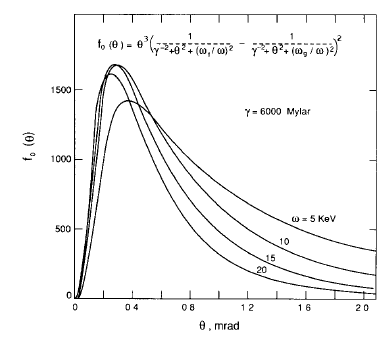 f₀ (θ) = θ³ ( 1 / γ⁻²+θ² + (ω₁ / ω)² − 1 / γ⁻²+ θ² + (ω_g / ω)² )²
γ = 6000 Mylar
1500
1000
500
0
f₀ (θ)
ω = 5 KeV
10
15
20
0
0 4
0 8
1 2
1 6
2 0
θ , mrad